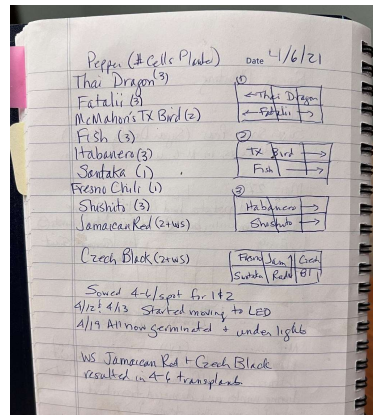 Pepper (# Cells Planted) Date 4/6/21
Thai Dragon (3)
Fatalii (3)
McMahon's TX Bird (2)
Fish (3)
Habanero (3)
Santaka (1)
Fresno Chili (1)
Shishito (3)
Jamaican Red (2+WS)
Czech Black (2+WS)
(1)
←Thai Dragon
←Fatalii
(2)
TX Bird →
Fish →
(3)
Habanero →
Shishito →
Fresno Jam Czech
Santaka Red Bl
Sowed 4-6/spot for 1&2
4/12 & 4/13 Started moving to LED
4/19 All now germinated + under lights
WS Jamaican Red + Czech Black
resulted in 4-6 transplants